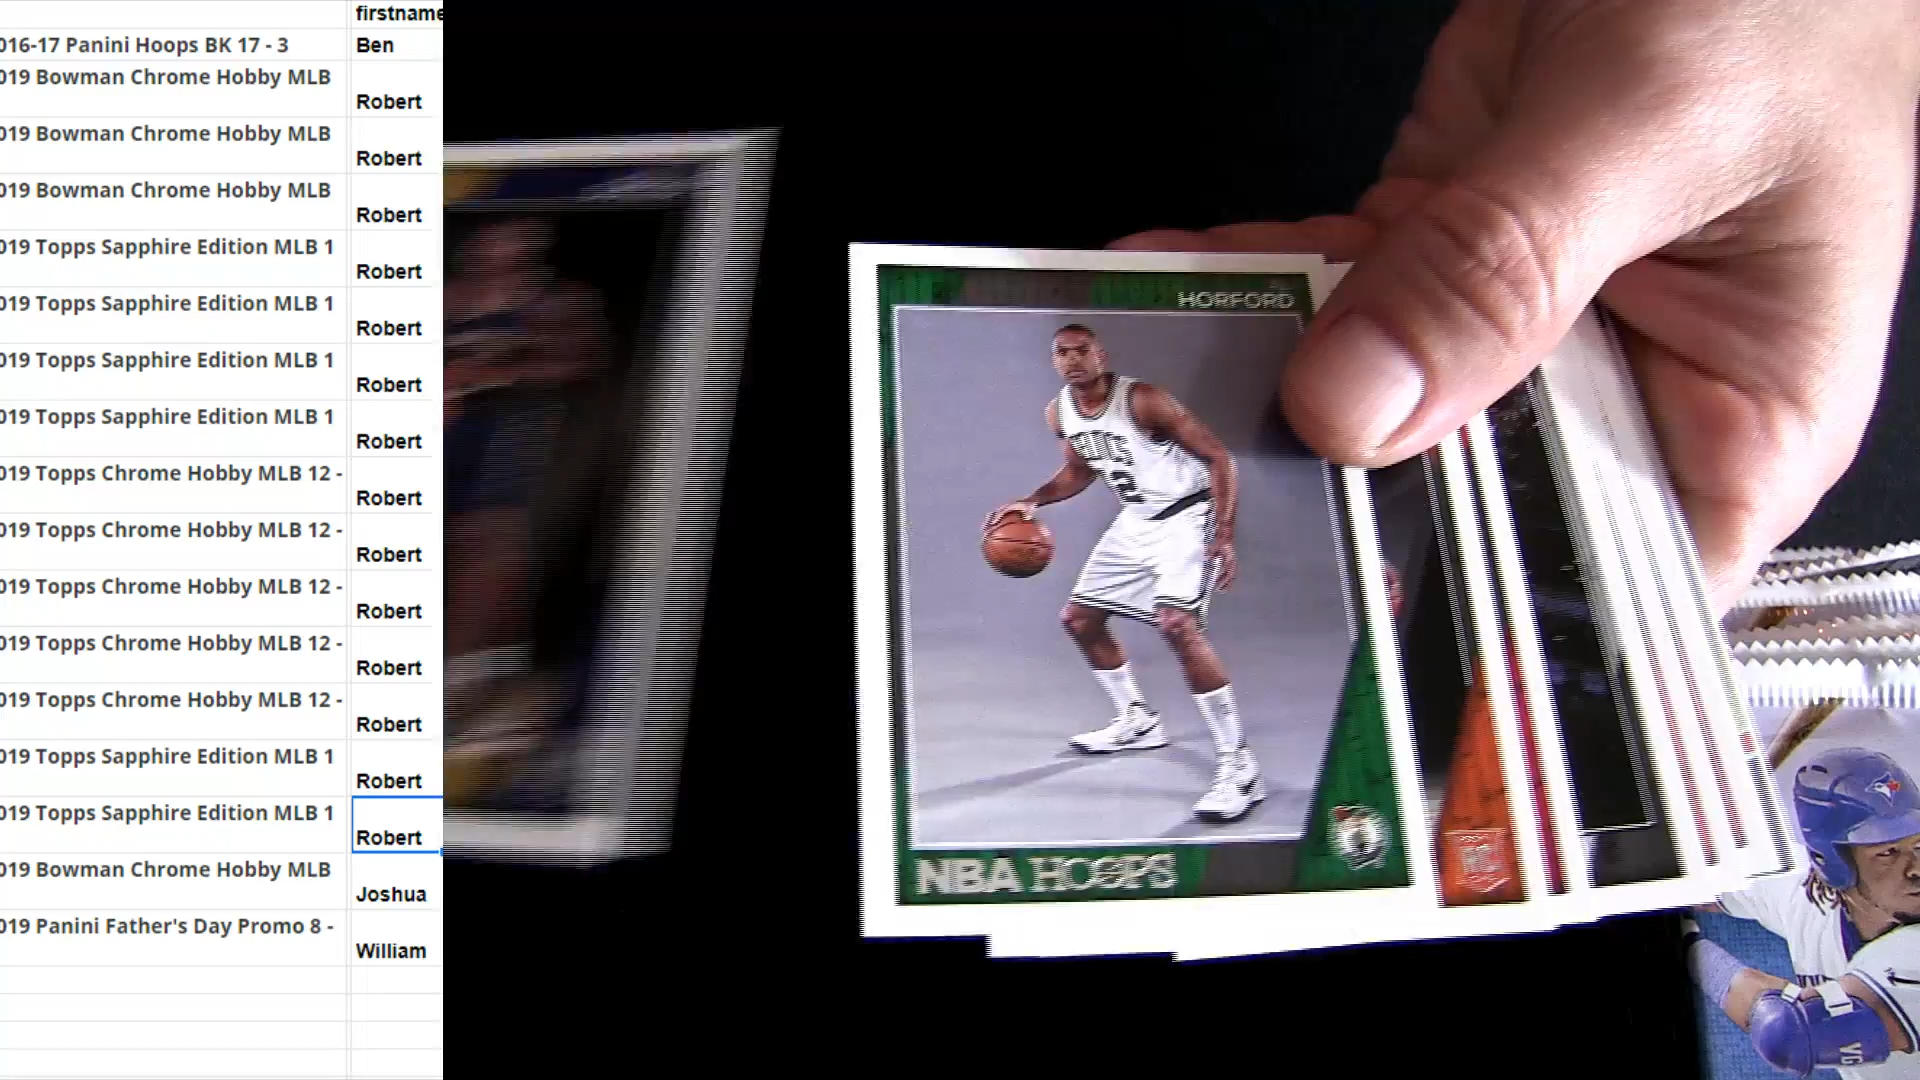 firstname
016-17 Panini Hoops BK 17 - 3 Ben
019 Bowman Chrome Hobby MLB
Robert
019 Bowman Chrome Hobby MLB
Robert
019 Bowman Chrome Hobby MLB
Robert
019 Topps Sapphire Edition MLB 1
Robert
019 Topps Sapphire Edition MLB 1
Robert
019 Topps Sapphire Edition MLB 1
Robert
019 Topps Sapphire Edition MLB 1
Robert
019 Topps Chrome Hobby MLB 12 -
Robert
019 Topps Chrome Hobby MLB 12 -
Robert
019 Topps Chrome Hobby MLB 12 -
Robert
019 Topps Chrome Hobby MLB 12 -
Robert
019 Topps Chrome Hobby MLB 12 -
Robert
019 Topps Sapphire Edition MLB 1
Robert
019 Topps Sapphire Edition MLB 1
Robert
019 Bowman Chrome Hobby MLB
Joshua
019 Panini Father's Day Promo 8 -
William
HORFORD
NBA HOOPS
RC
VG